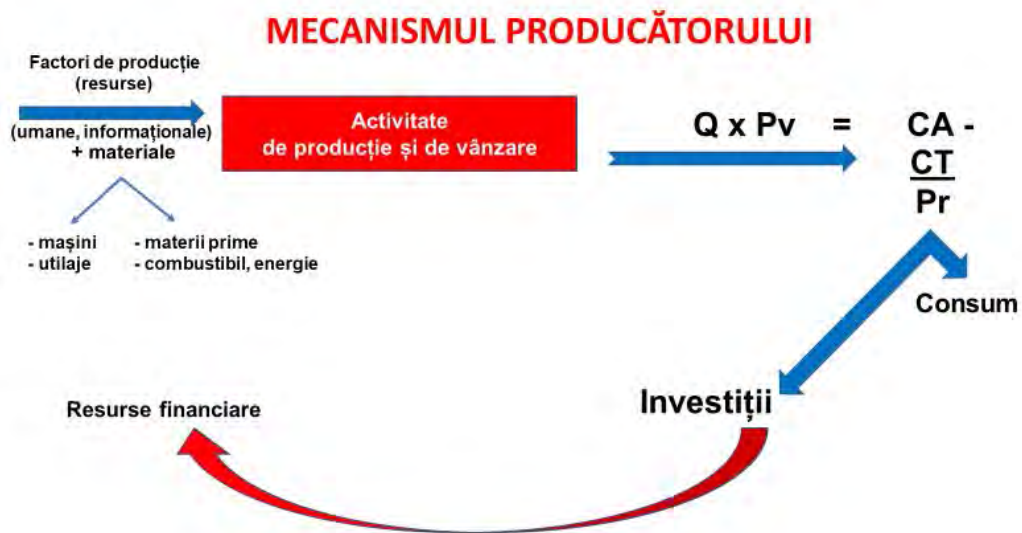 MECANISMUL PRODUCĂTORULUI
Factori de producție
(resurse)
(umane, informaționale)
+ materiale
- mașini
- utilaje
- materii prime
- combustibil, energie
Activitate
de producție și de vânzare
Q x Pv = CA -
CT
Pr
Consum
Investiții
Resurse financiare